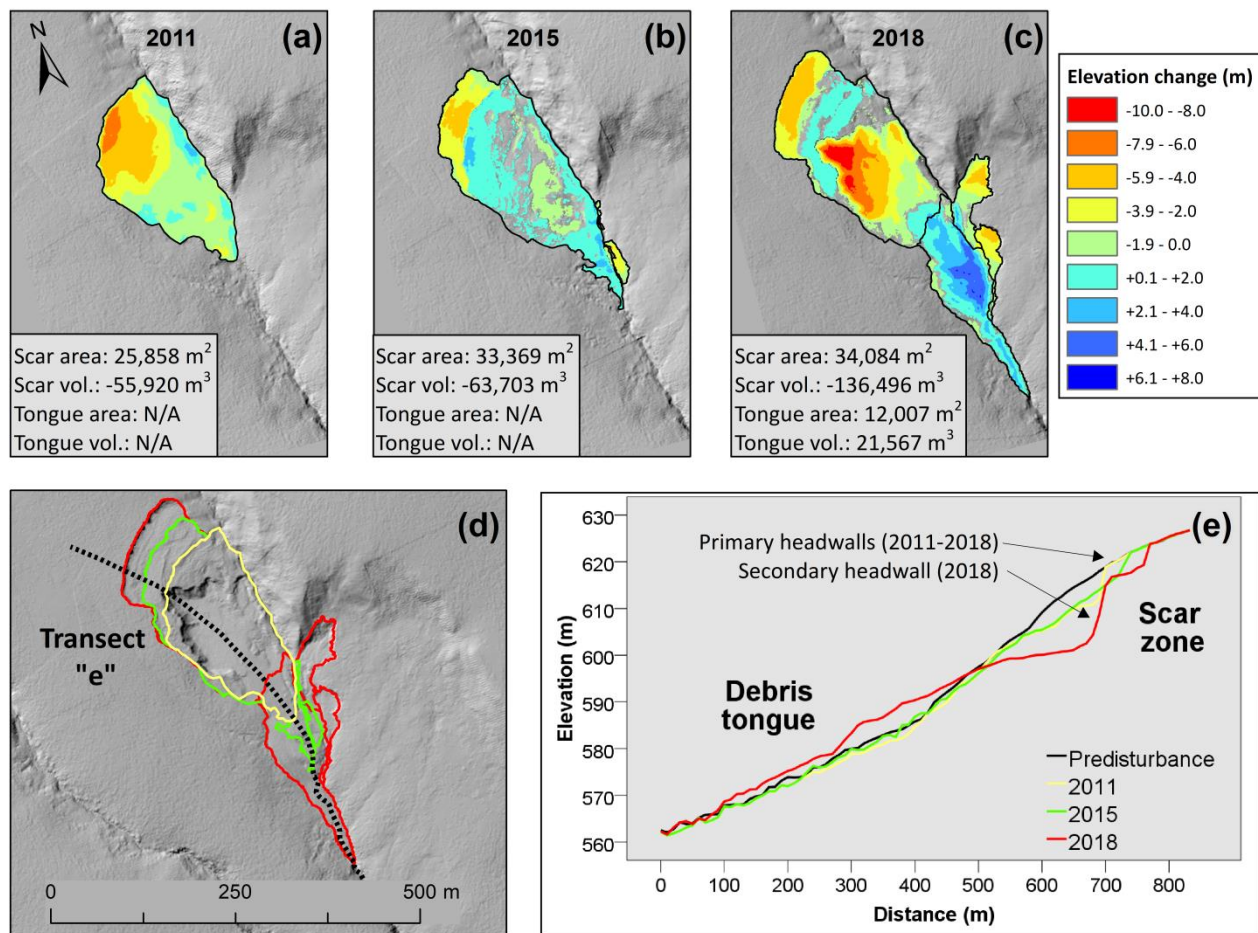 N
2011
(a)
Scar area: 25,858 m²
Scar vol.: -55,920 m³
Tongue area: N/A
Tongue vol.: N/A
2015
(b)
Scar area: 33,369 m²
Scar vol: -63,703 m³
Tongue area: N/A
Tongue vol.: N/A
2018
(c)
Scar area: 34,084 m²
Scar vol.: -136,496 m³
Tongue area: 12,007 m²
Tongue vol.: 21,567 m³
Elevation change (m)
-10.0 - -8.0
-7.9 - -6.0
-5.9 - -4.0
-3.9 - -2.0
-1.9 - 0.0
+0.1 - +2.0
+2.1 - +4.0
+4.1 - +6.0
+6.1 - +8.0
(d)
Transect
"e"
0 250 500 m
(e)
Primary headwalls (2011-2018)
Secondary headwall (2018)
Scar
zone
Debris
tongue
Predisturbance
2011
2015
2018
Elevation (m)
630
620
610
600
590
580
570
560
0 100 200 300 400 500 600 700 800
Distance (m)